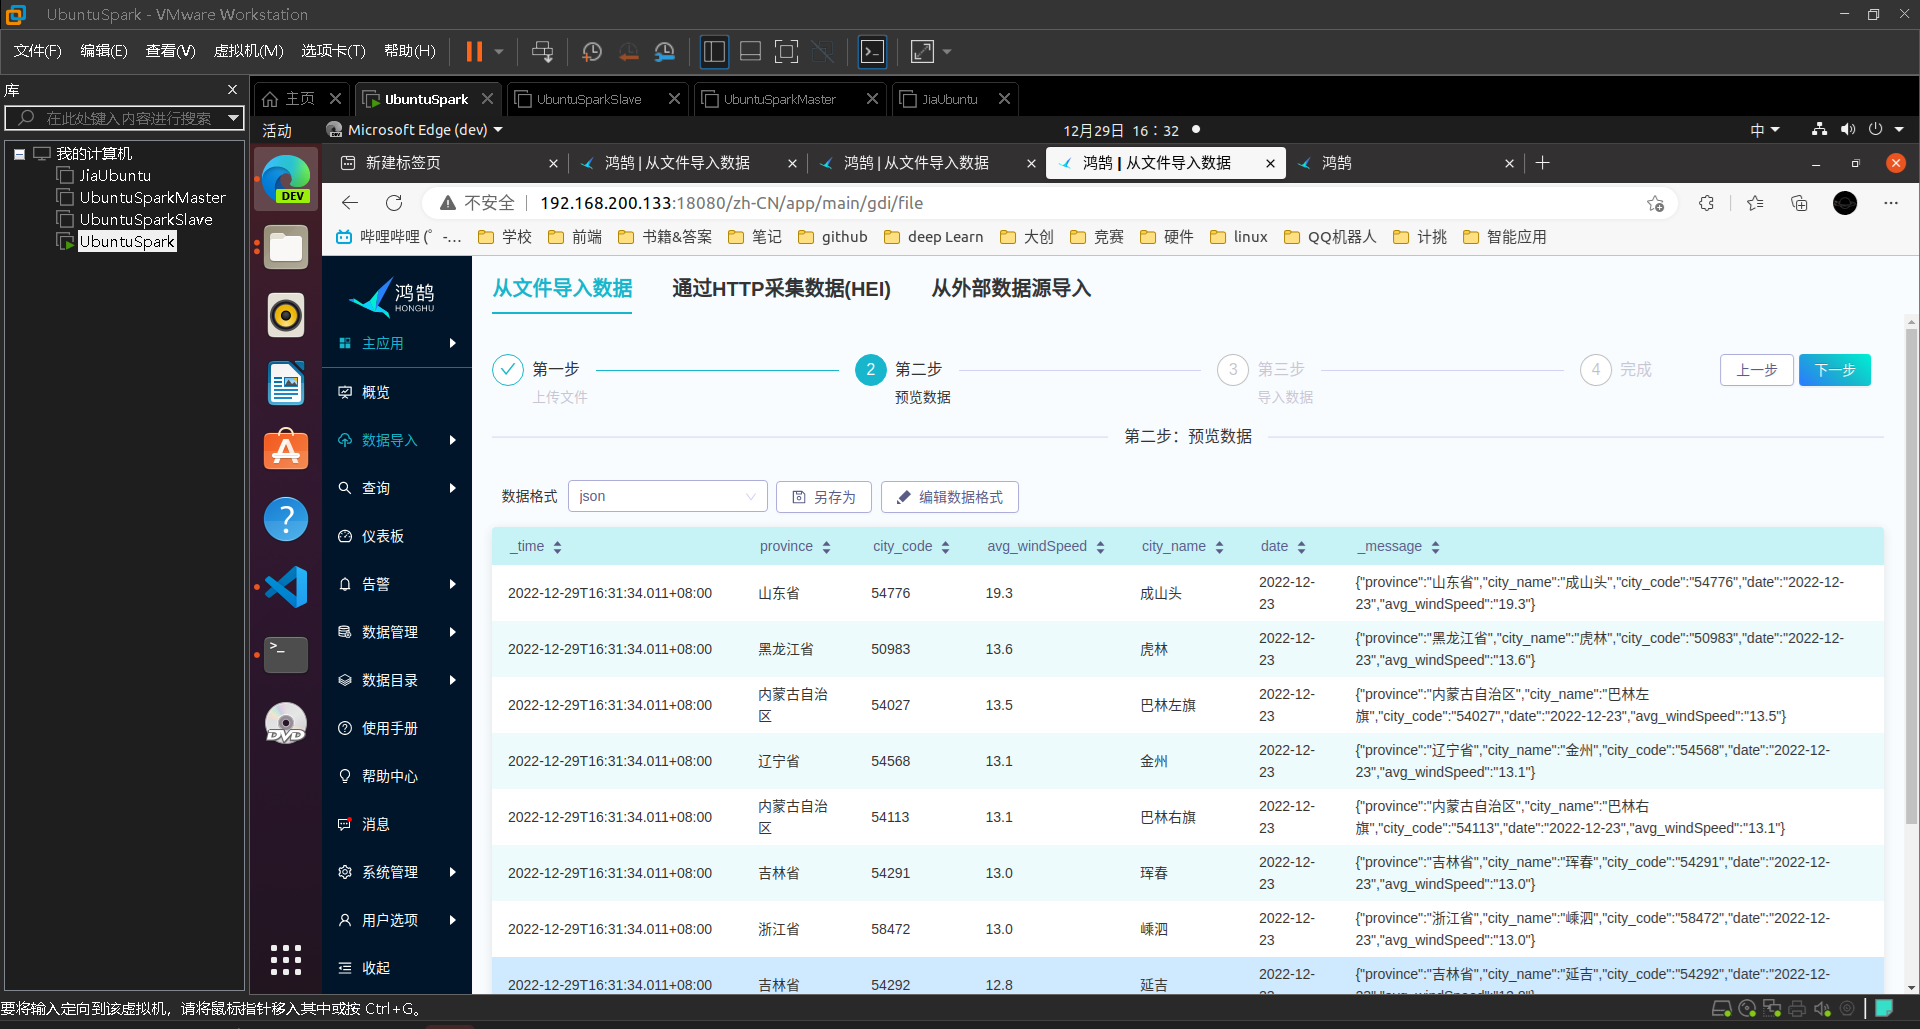 UbuntuSpark - VMware Workstation
文件(F) 编辑(E) 查看(V) 虚拟机(M) 选项卡(T) 帮助(H)
库
在此处键入内容进行搜索
我的计算机
JiaUbuntu
UbuntuSparkMaster
UbuntuSparkSlave
UbuntuSpark
主页 UbuntuSpark UbuntuSparkSlave UbuntuSparkMaster JiaUbuntu
活动 Microsoft Edge (dev) 12月29日 16：32 中
DEV
DVD
新建标签页 鸿鹄 | 从文件导入数据 鸿鹄 | 从文件导入数据 鸿鹄 | 从文件导入数据 鸿鹄
不安全 192.168.200.133:18080/zh-CN/app/main/gdi/file
哔哩哔哩 (゜-... 学校 前端 书籍&答案 笔记 github deep Learn 大创 竞赛 硬件 linux QQ机器人 计挑 智能应用
鸿鹄
HONGHU
主应用
概览
数据导入
查询
仪表板
告警
数据管理
数据目录
使用手册
帮助中心
消息
系统管理
用户选项
收起
从文件导入数据 通过HTTP采集数据(HEI) 从外部数据源导入
第一步 2 第二步 3 第三步 4 完成 上一步 下一步
上传文件 预览数据 导入数据
第二步：预览数据
数据格式 json 另存为 编辑数据格式
_time province city_code avg_windSpeed city_name date _message
2022-12-29T16:31:34.011+08:00 山东省 54776 19.3 成山头 2022-12-23 {"province":"山东省","city_name":"成山头","city_code":"54776","date":"2022-12-23","avg_windSpeed":"19.3"}
2022-12-29T16:31:34.011+08:00 黑龙江省 50983 13.6 虎林 2022-12-23 {"province":"黑龙江省","city_name":"虎林","city_code":"50983","date":"2022-12-23","avg_windSpeed":"13.6"}
2022-12-29T16:31:34.011+08:00 内蒙古自治区 54027 13.5 巴林左旗 2022-12-23 {"province":"内蒙古自治区","city_name":"巴林左旗","city_code":"54027","date":"2022-12-23","avg_windSpeed":"13.5"}
2022-12-29T16:31:34.011+08:00 辽宁省 54568 13.1 金州 2022-12-23 {"province":"辽宁省","city_name":"金州","city_code":"54568","date":"2022-12-23","avg_windSpeed":"13.1"}
2022-12-29T16:31:34.011+08:00 内蒙古自治区 54113 13.1 巴林右旗 2022-12-23 {"province":"内蒙古自治区","city_name":"巴林右旗","city_code":"54113","date":"2022-12-23","avg_windSpeed":"13.1"}
2022-12-29T16:31:34.011+08:00 吉林省 54291 13.0 珲春 2022-12-23 {"province":"吉林省","city_name":"珲春","city_code":"54291","date":"2022-12-23","avg_windSpeed":"13.0"}
2022-12-29T16:31:34.011+08:00 浙江省 58472 13.0 嵊泗 2022-12-23 {"province":"浙江省","city_name":"嵊泗","city_code":"58472","date":"2022-12-23","avg_windSpeed":"13.0"}
2022-12-29T16:31:34.011+08:00 吉林省 54292 12.8 延吉 2022-12- {"province":"吉林省","city_name":"延吉","city_code":"54292","date":"2022-12-
要将输入定向到该虚拟机，请将鼠标指针移入其中或按 Ctrl+G。